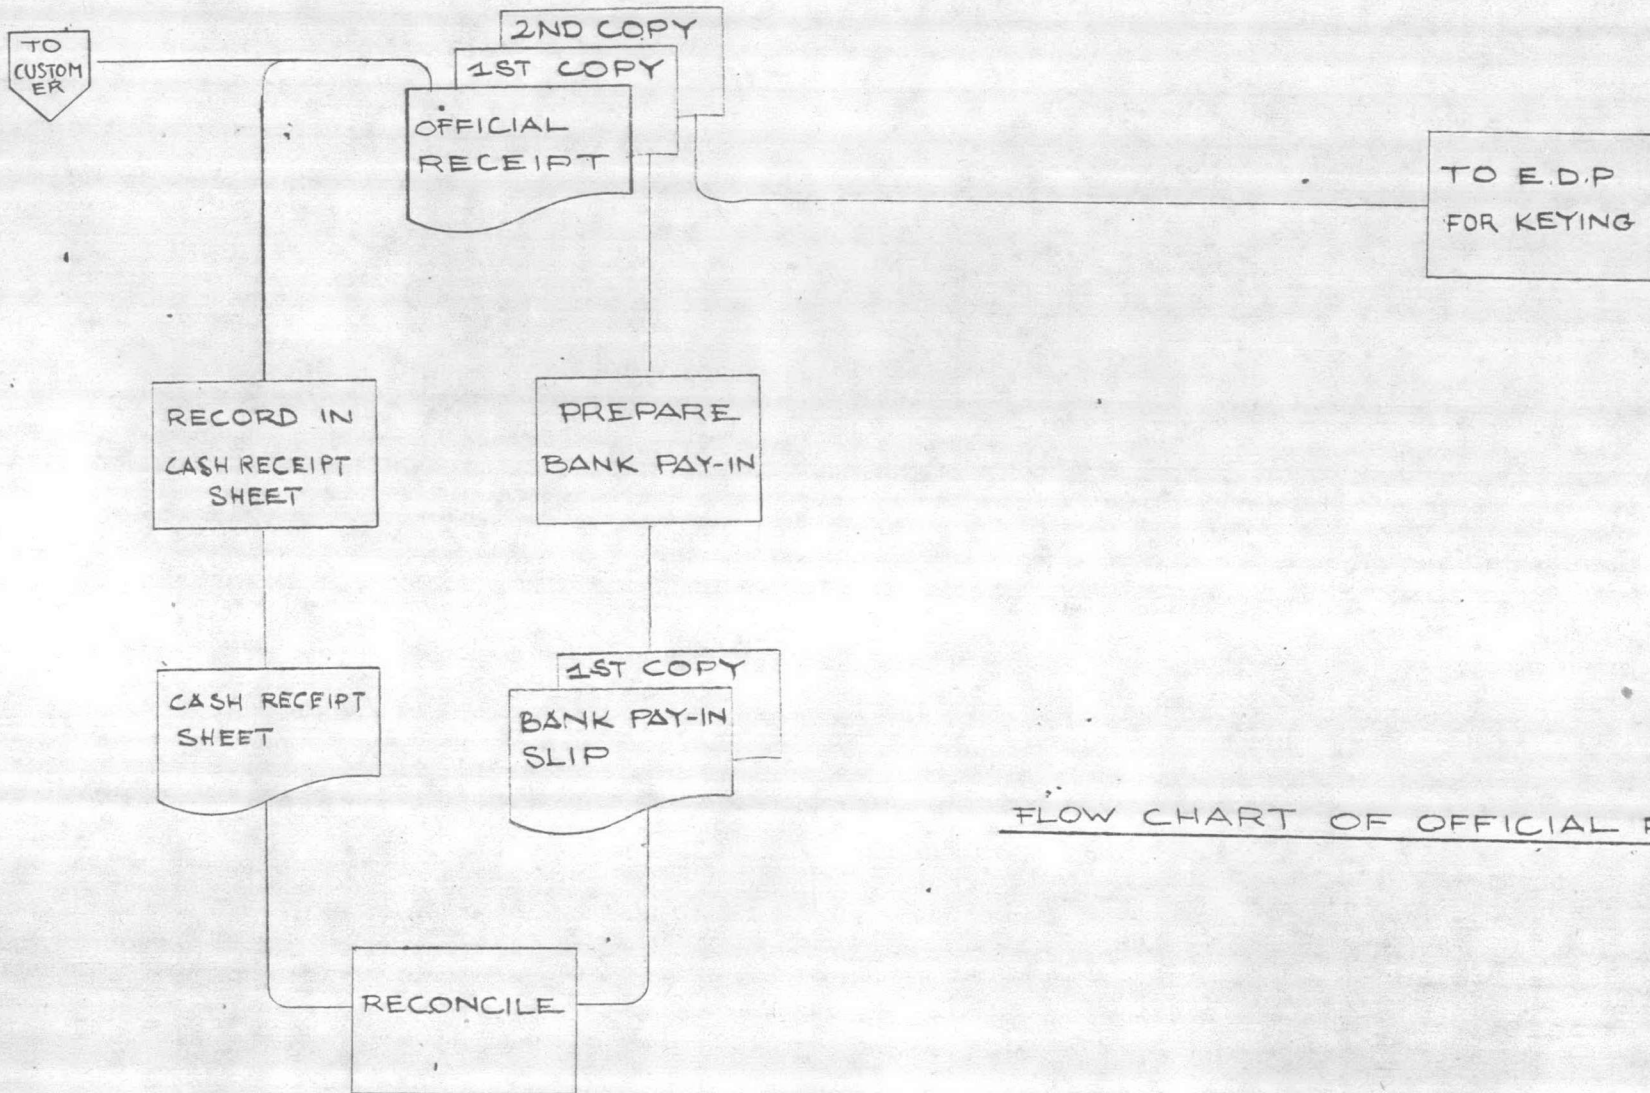 TO
CUSTOM
ER
2ND COPY
1ST COPY
OFFICIAL
RECEIPT
TO E.D.P
FOR KEYING
RECORD IN
CASH RECEIPT
SHEET
PREPARE
BANK PAY-IN
CASH RECEIPT
SHEET
1ST COPY
BANK PAY-IN
SLIP
FLOW CHART OF OFFICIAL
RECONCILE